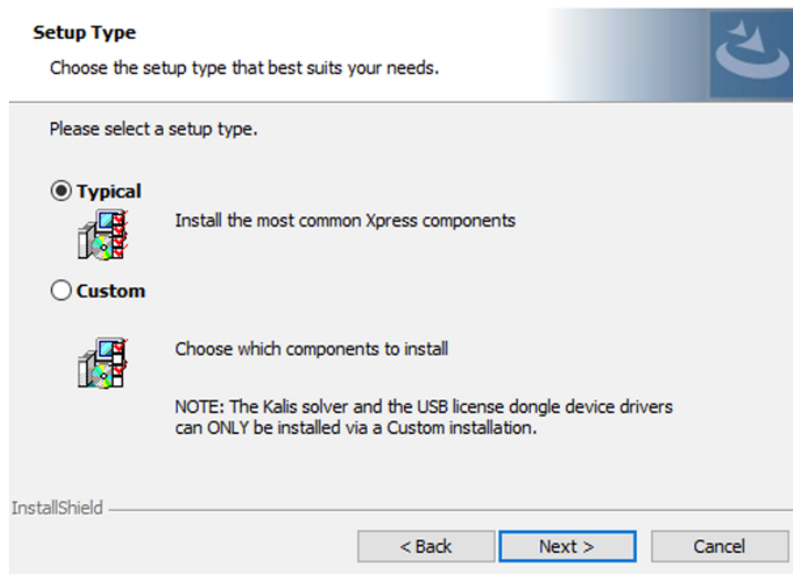 Setup Type
Choose the setup type that best suits your needs.
Please select a setup type.
Typical
Install the most common Xpress components
Custom
Choose which components to install
NOTE: The Kalis solver and the USB license dongle device drivers
can ONLY be installed via a Custom installation.
InstallShield
< Back
Next >
Cancel